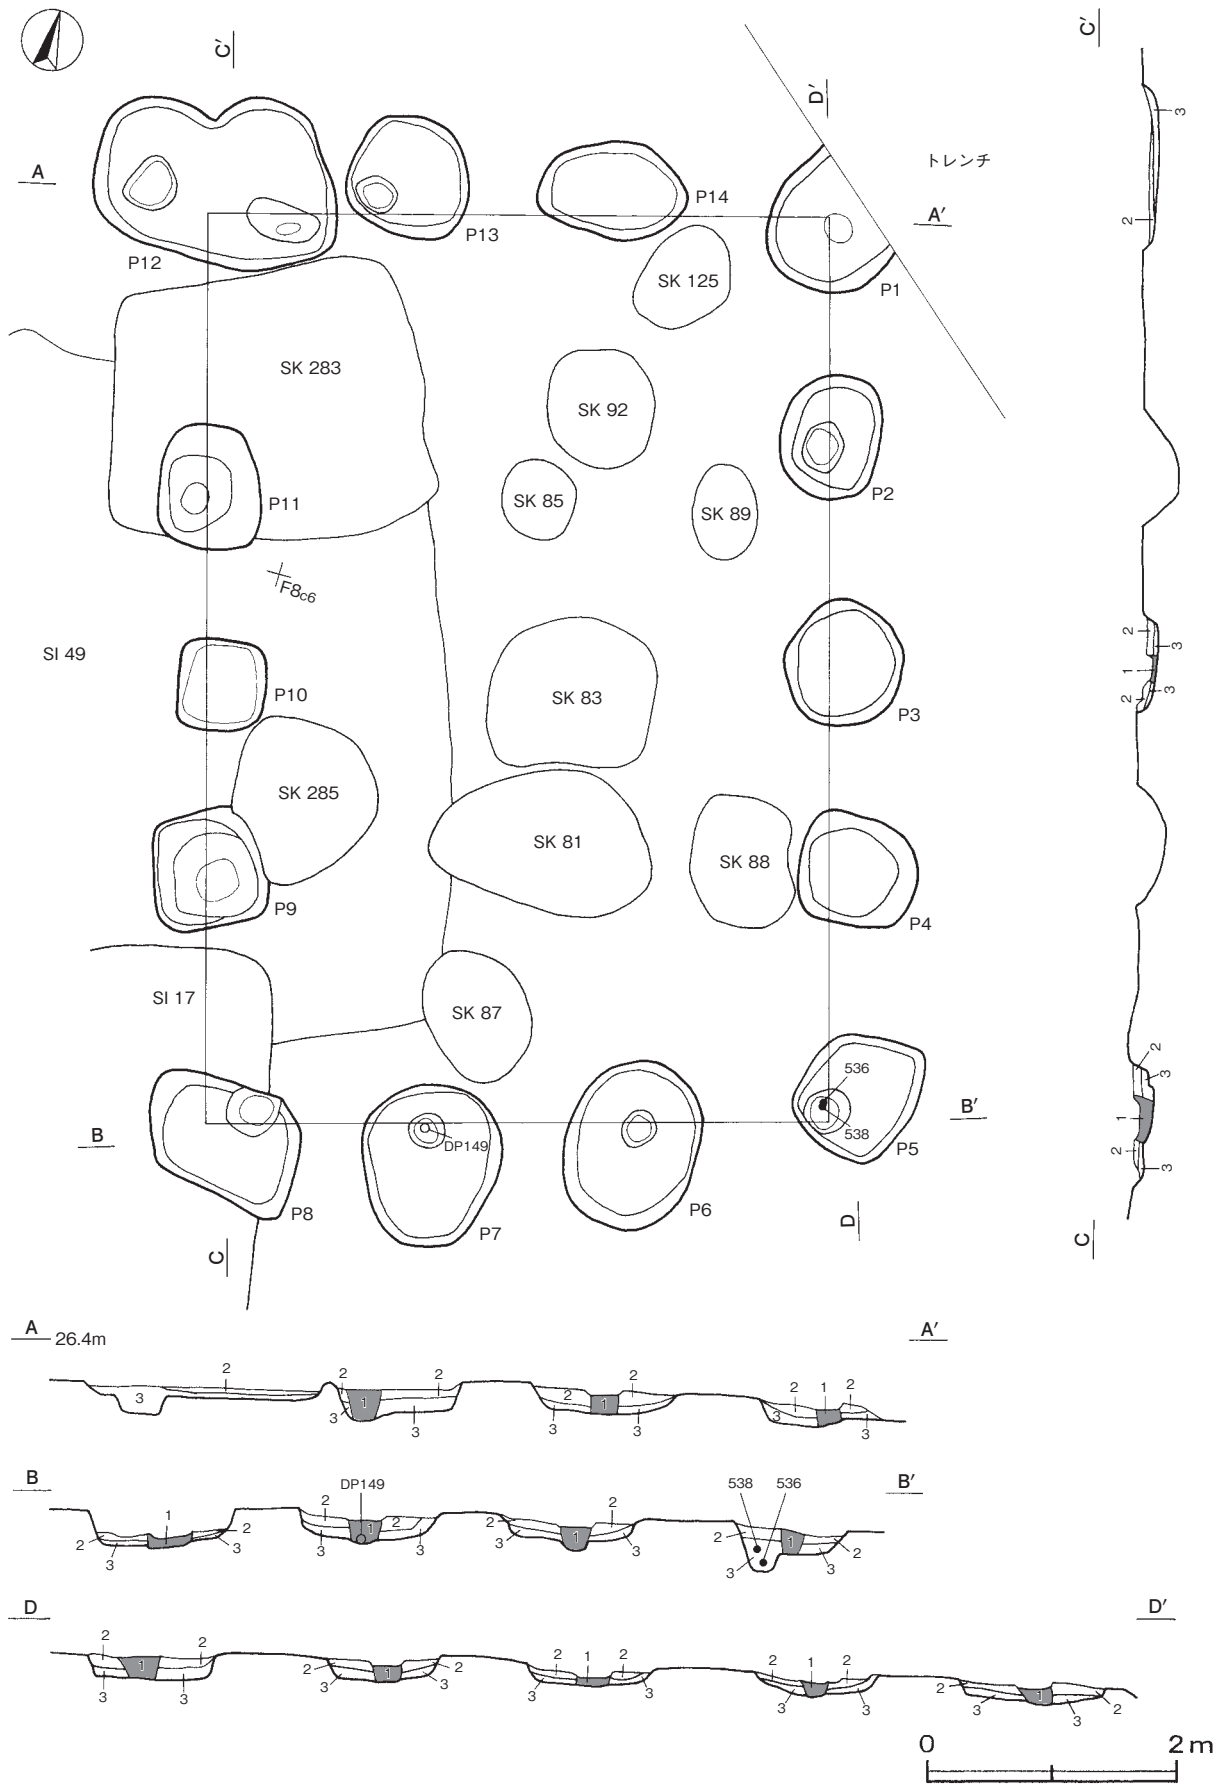 C′
C′
D′
トレンチ
A
A′
P12
P13
P14
P1
SK 125
SK 283
SK 92
P2
P11
SK 85
SK 89
F8c6
SI 49
P10
SK 83
P3
SK 285
SK 81
SK 88
P9
P4
SI 17
SK 87
536
538
B
B′
DP149
P5
P8
P7
P6
D
C
C
3
2
2
3
1
3
2
2
3
1
2
3
A 26.4m
A′
2 2 2 2 2 2 1 2
3 1 1 3
3 3 3 3 3
B
B′
DP149
538 536
1 2 2
2 2 1 2 1 2 1 2
3 3 3 3 3 3 3 3
D
D′
2 2 2 1 2 2 1 2
1 2 1 2 2 1 2
3 3 3 3 3 3 3 3 3 3
0 2 m